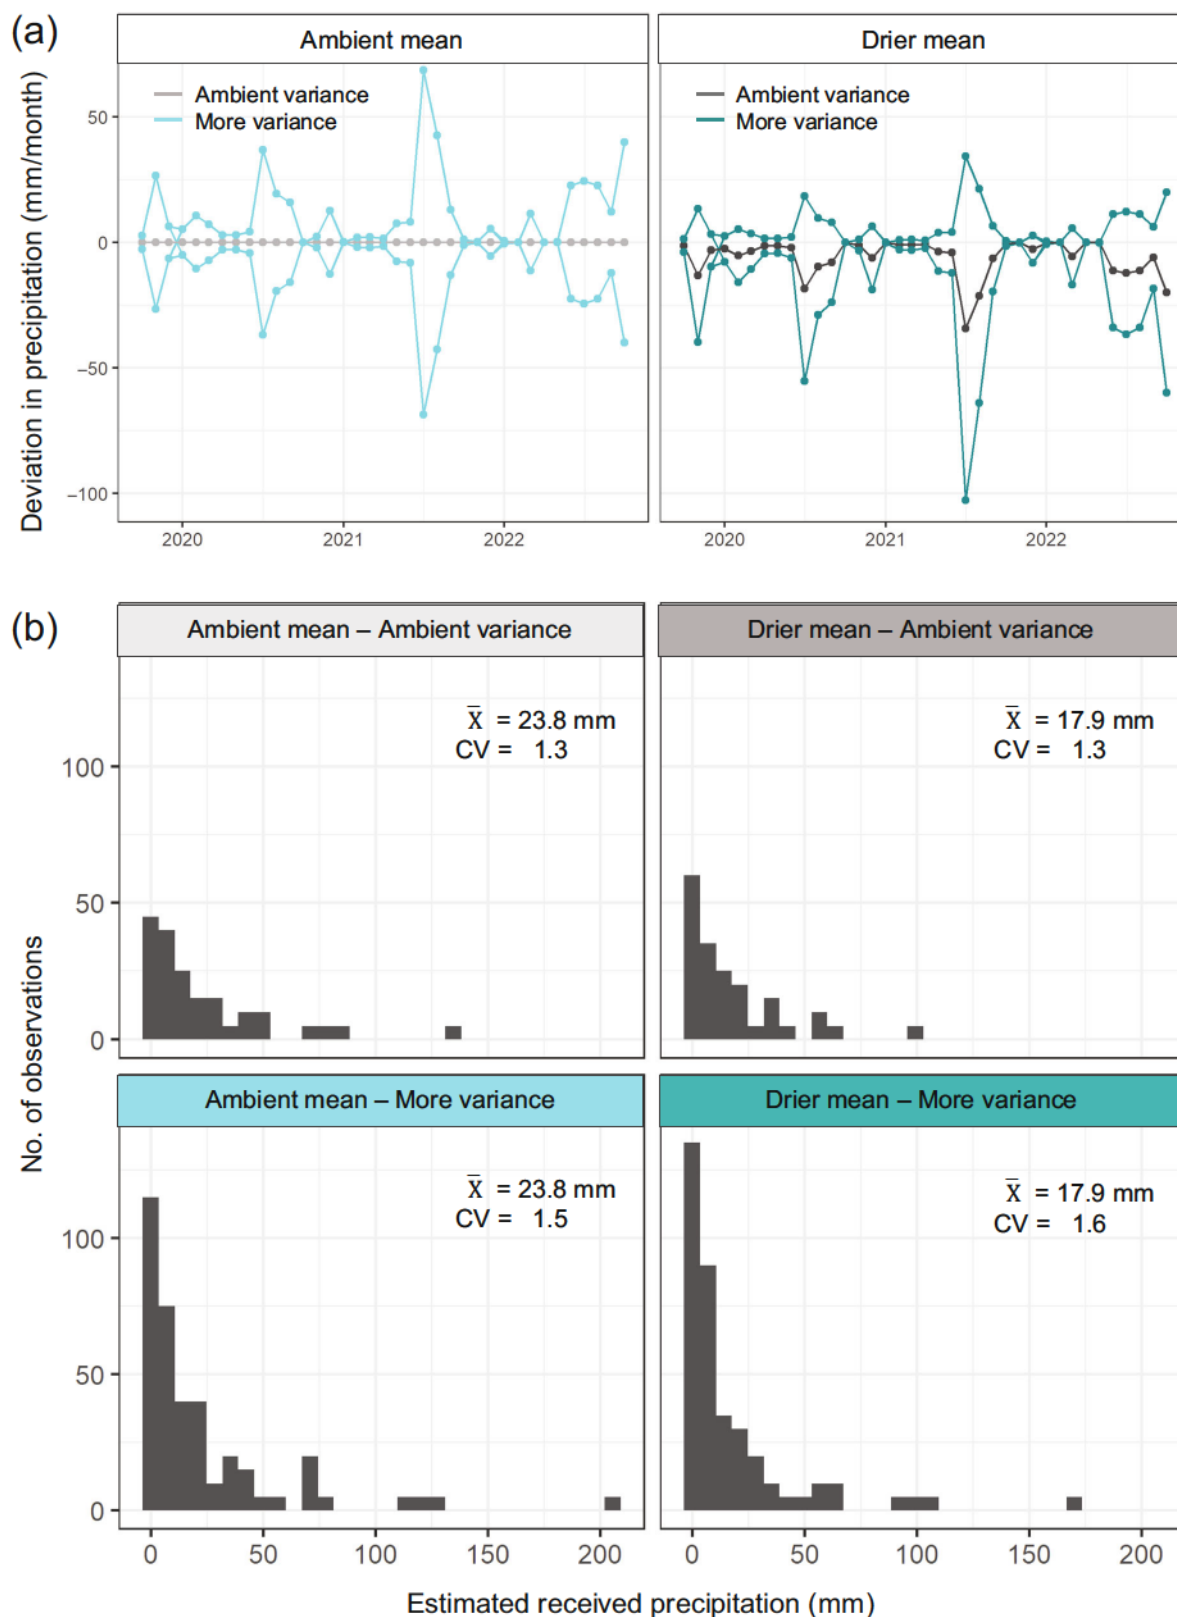 (a)
Ambient mean
Drier mean
Deviation in precipitation (mm/month)
Ambient variance
More variance
Ambient variance
More variance
50
0
−50
−100
2020
2021
2022
2020
2021
2022
(b)
Ambient mean – Ambient variance
Drier mean – Ambient variance
X̅ = 23.8 mm
CV = 1.3
X̅ = 17.9 mm
CV = 1.3
100
50
0
No. of observations
Ambient mean – More variance
Drier mean – More variance
X̅ = 23.8 mm
CV = 1.5
X̅ = 17.9 mm
CV = 1.6
100
50
0
0
50
100
150
200
0
50
100
150
200
Estimated received precipitation (mm)